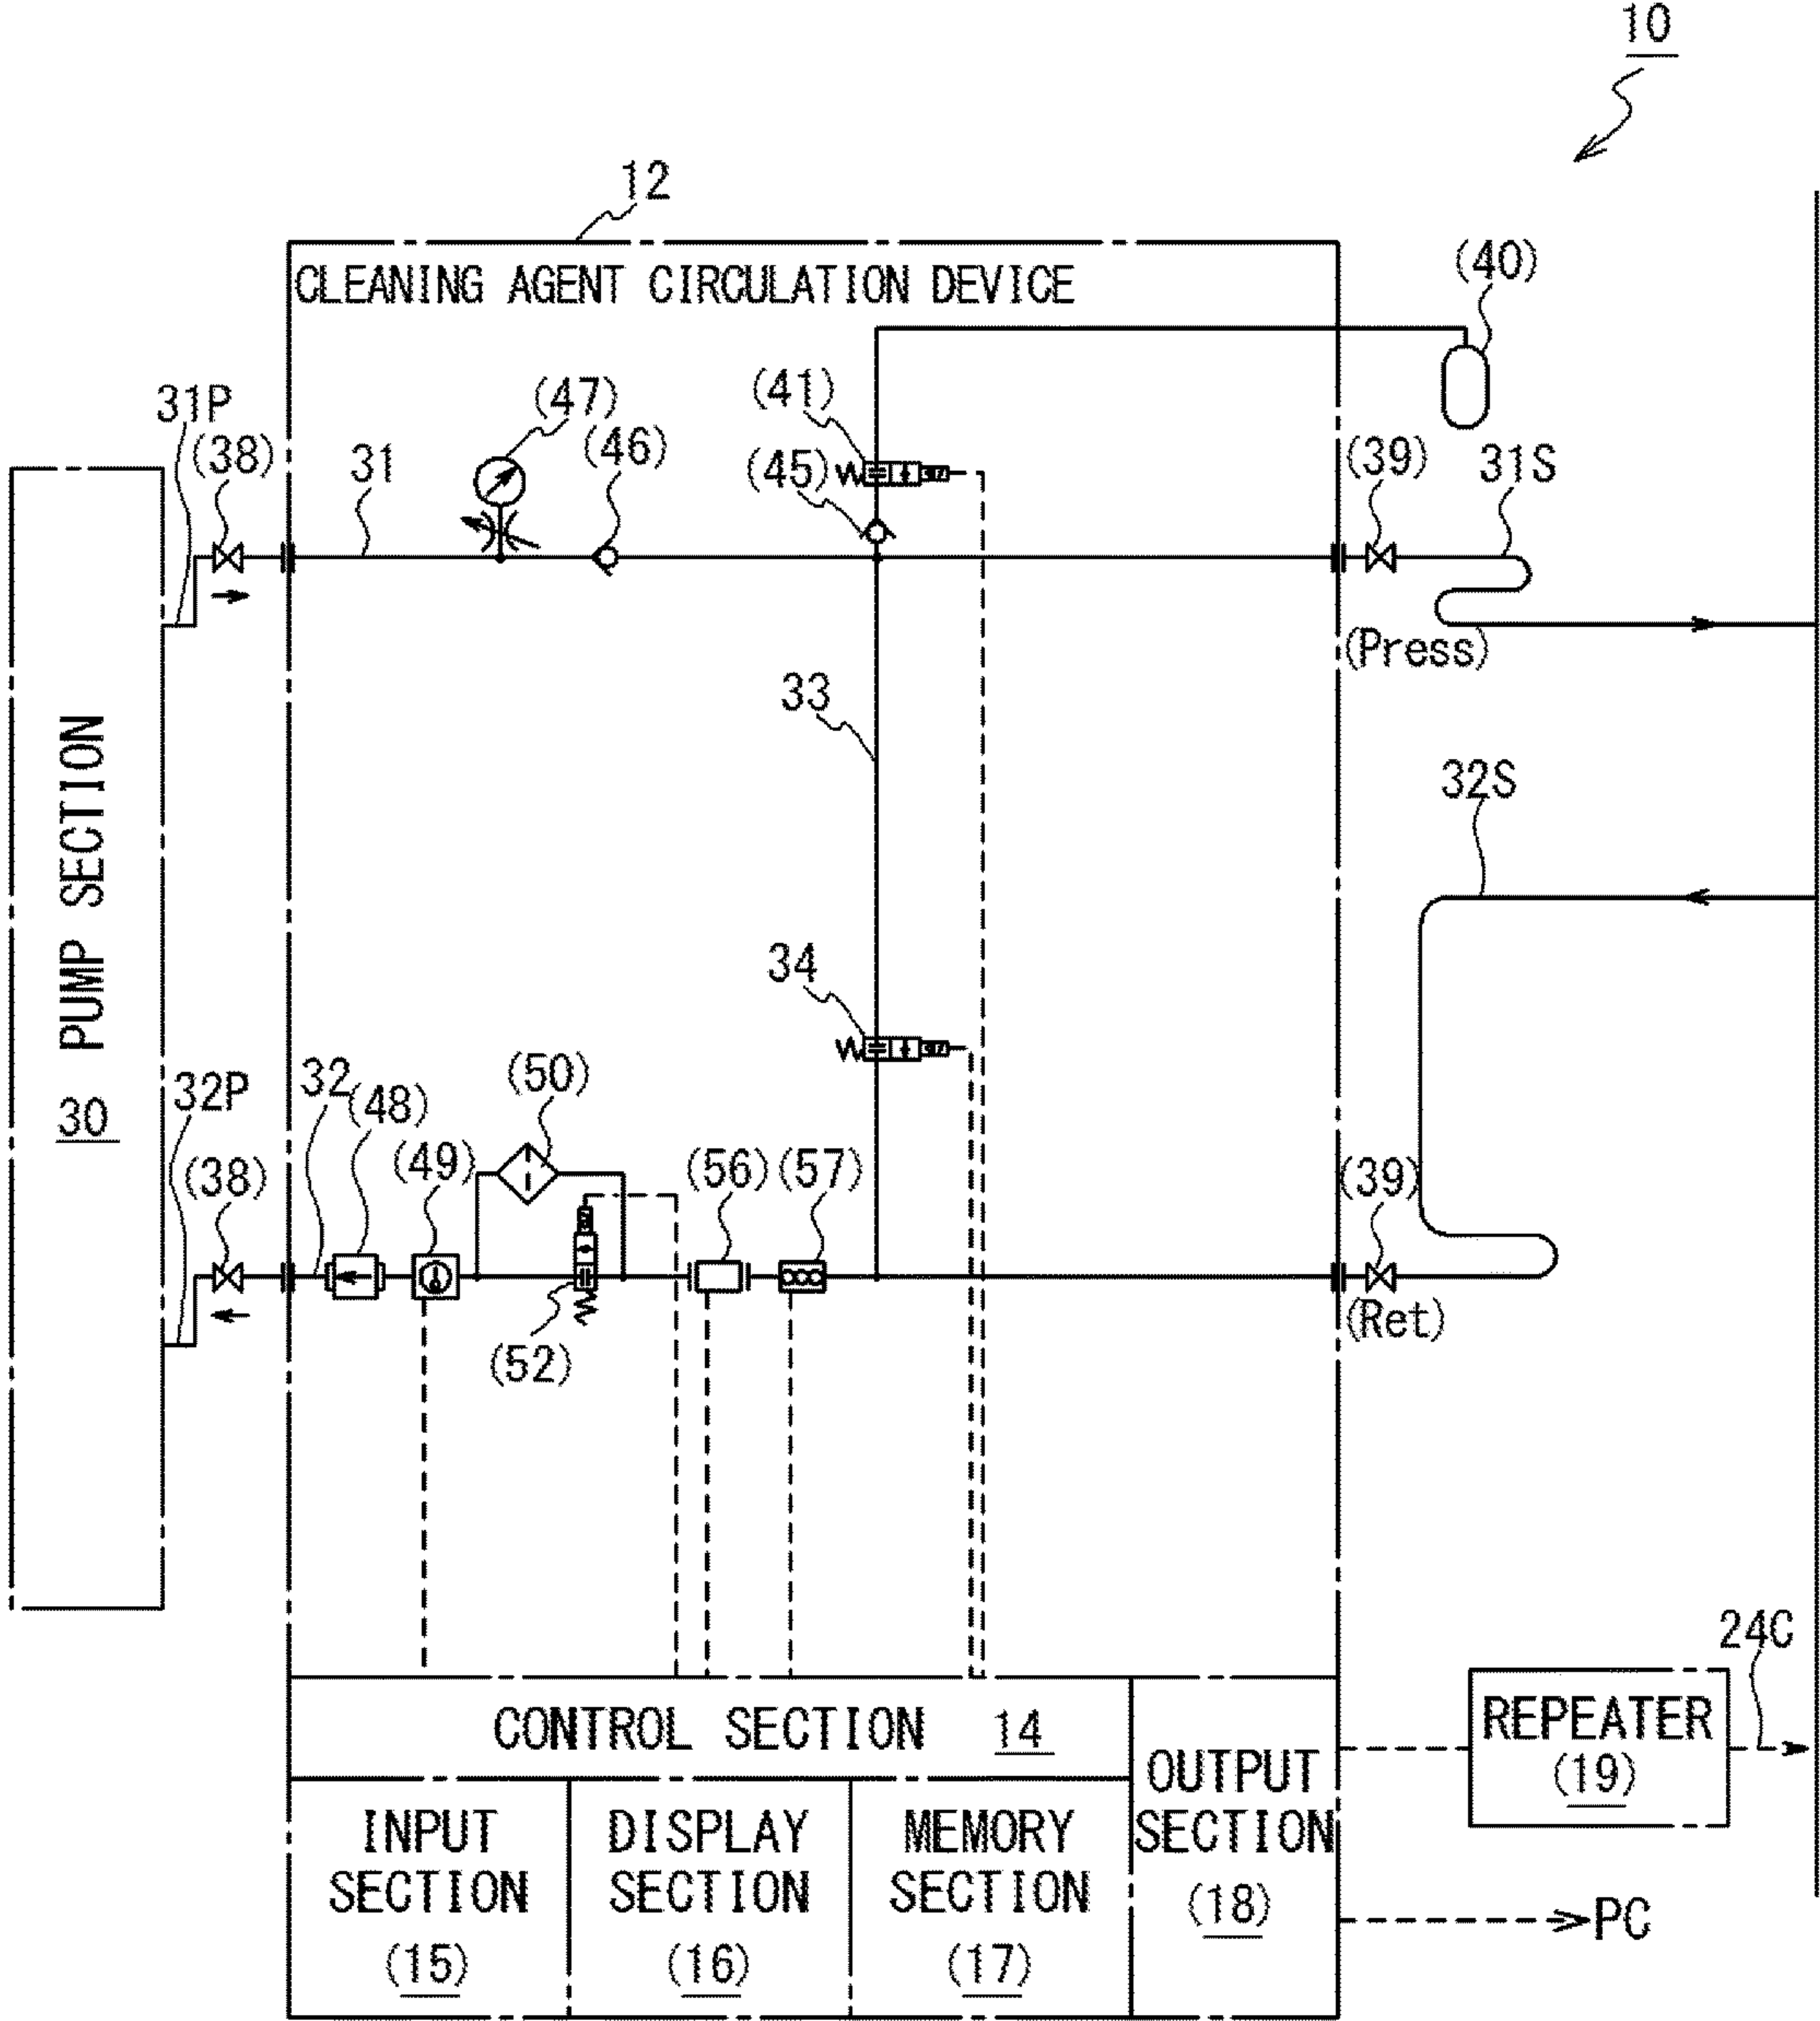 10
12
CLEANING AGENT CIRCULATION DEVICE
(40)
31P
(38)
31
(47)
(46)
(41)
(45)
(39)
31S
(Press)
33
32S
PUMP SECTION
30
34
32P
(38)
32
(48)
(49)
(50)
(52)
(56)
(57)
(39)
(Ret)
24C
CONTROL SECTION 14
REPEATER
(19)
INPUT
SECTION
(15)
DISPLAY
SECTION
(16)
MEMORY
SECTION
(17)
OUTPUT
SECTION
(18)
PC